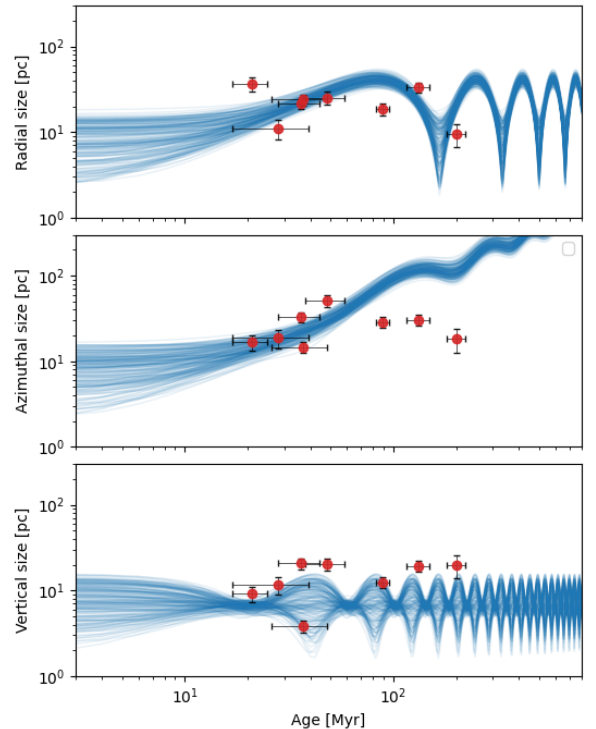 Radial size [pc]
10²
10¹
10⁰
Azimuthal size [pc]
10²
10¹
10⁰
Vertical size [pc]
10²
10¹
10⁰
10¹ 10²
Age [Myr]